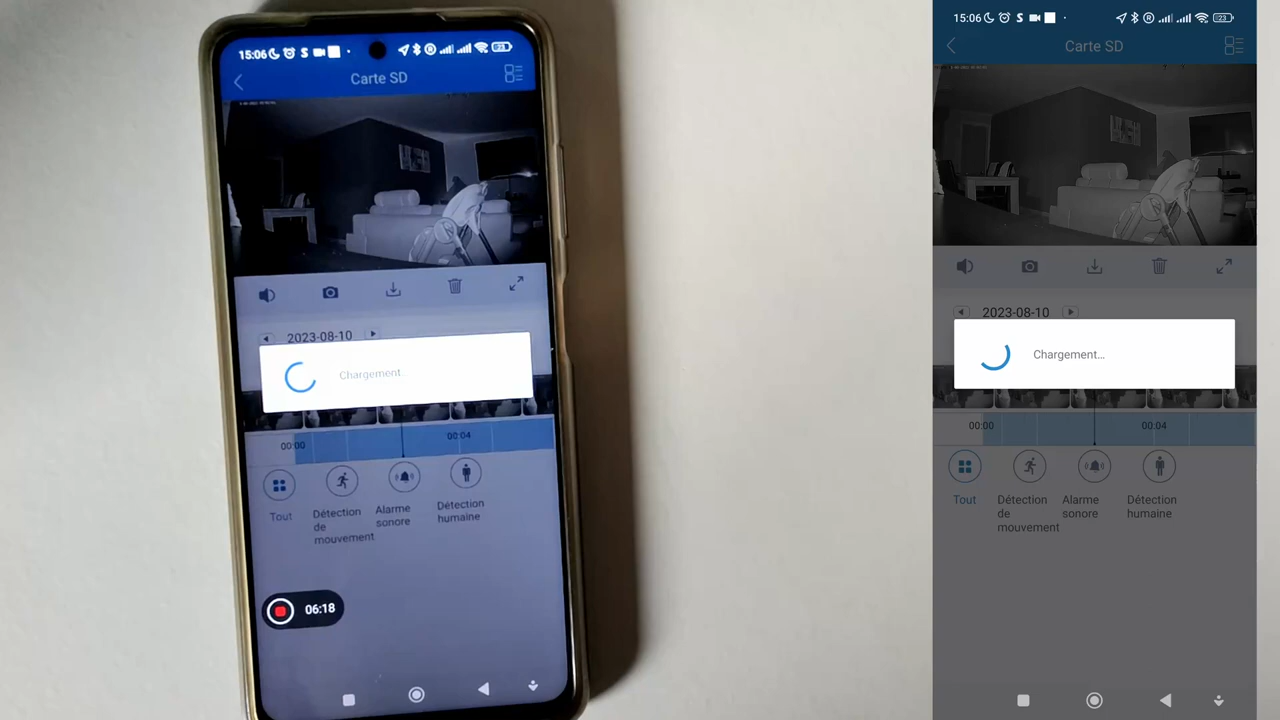 15:06
Carte SD
2023-08-10
Chargement...
00:00
00:04
Tout
Détection
de
mouvement
Alarme
sonore
Détection
humaine
06:18
15:06
23
Carte SD
2023-08-10
Chargement...
00:00
00:04
Tout
Détection
de
mouvement
Alarme
sonore
Détection
humaine